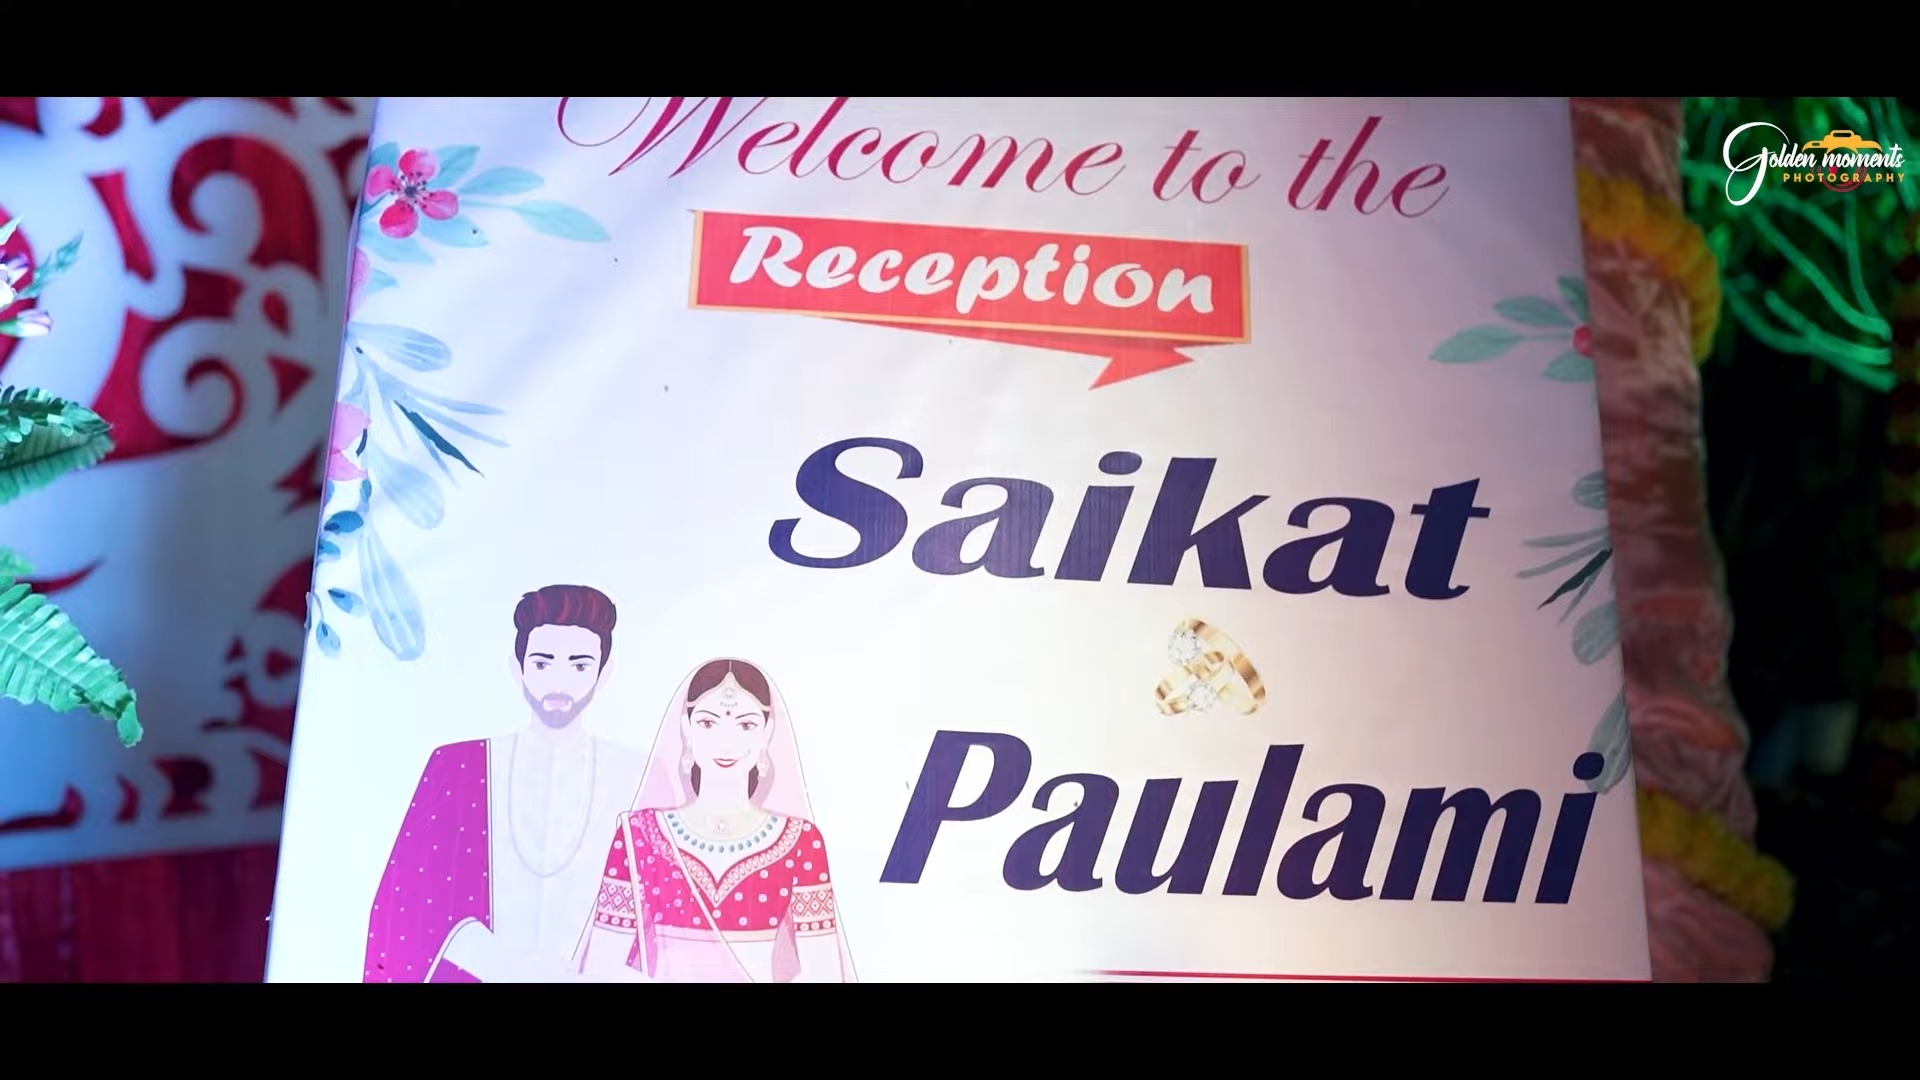 Welcome to the
Reception
Saikat
Paulami
Golden moments
PHOTOGRAPHY